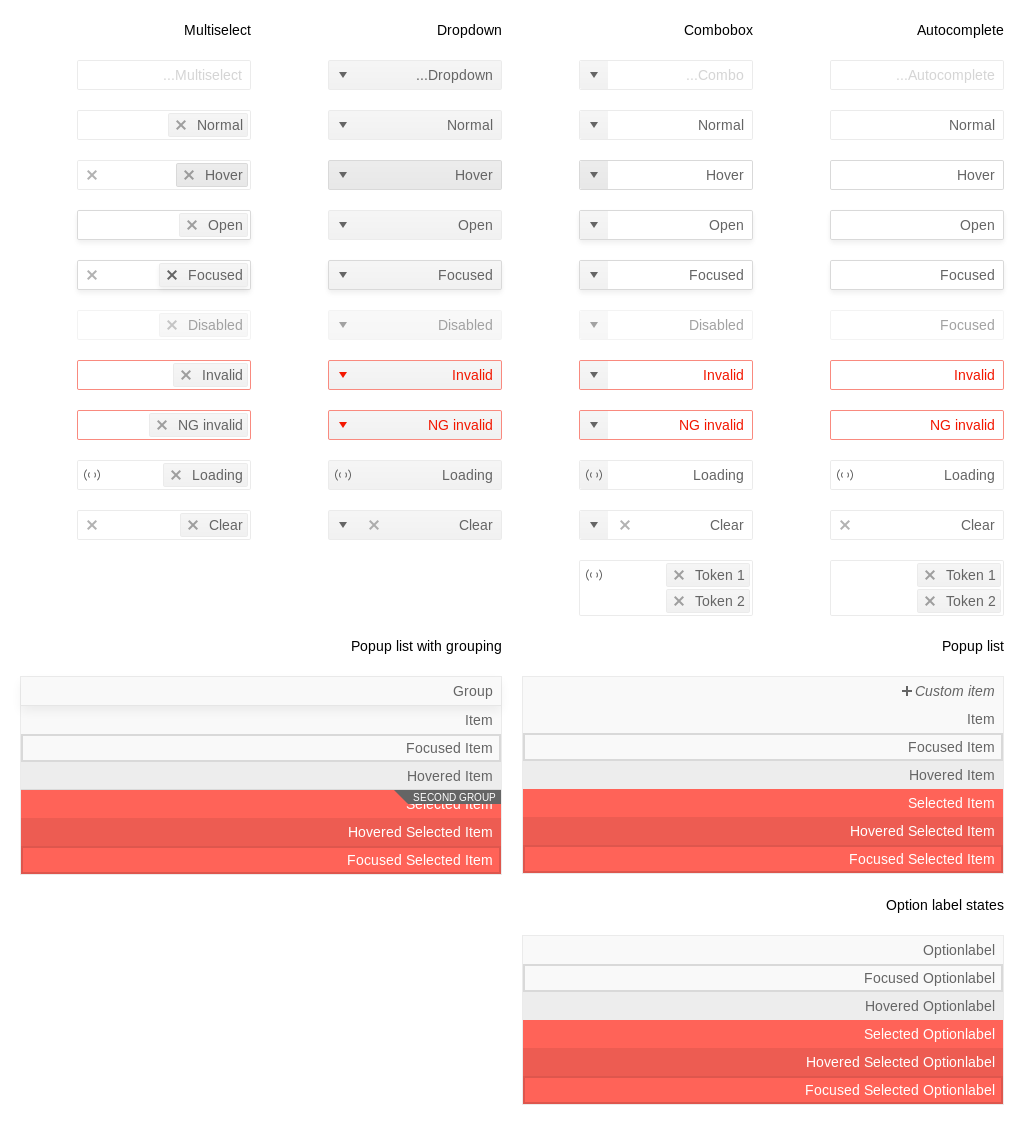 Multiselect Dropdown Combobox Autocomplete
...Multiselect ...Dropdown ...Combo ...Autocomplete
Normal Normal Normal Normal
Hover Hover Hover Hover
Open Open Open Open
Focused Focused Focused Focused
Disabled Disabled Disabled Focused
Invalid Invalid Invalid Invalid
NG invalid NG invalid NG invalid NG invalid
Loading Loading Loading Loading
Clear Clear Clear Clear
Token 1 Token 1
Token 2 Token 2
Popup list with grouping
Group
Item
Focused Item
Hovered Item
SECOND GROUP
Selected Item
Hovered Selected Item
Focused Selected Item
Popup list
Custom item
Item
Focused Item
Hovered Item
Selected Item
Hovered Selected Item
Focused Selected Item
Option label states
Optionlabel
Focused Optionlabel
Hovered Optionlabel
Selected Optionlabel
Hovered Selected Optionlabel
Focused Selected Optionlabel